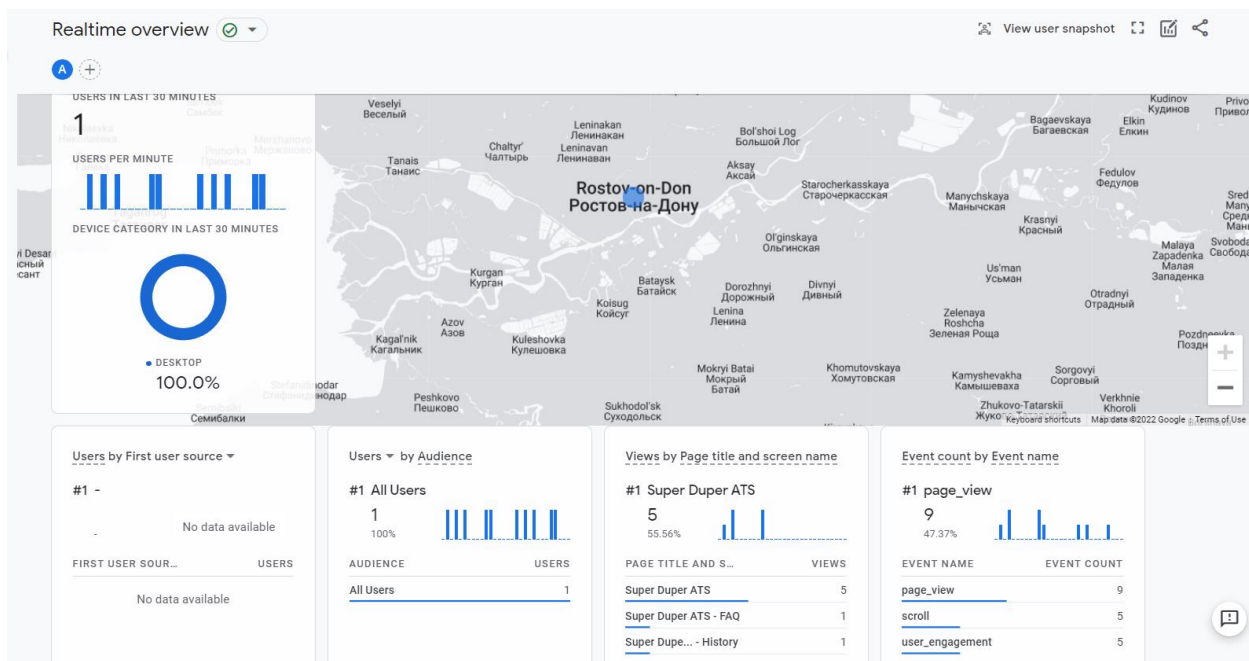 Realtime overview
View user snapshot
A
USERS IN LAST 30 MINUTES
1
USERS PER MINUTE
DEVICE CATEGORY IN LAST 30 MINUTES
DESKTOP
100.0%
Семибалки
Veselyi
Веселый
Leninakan
Ленинакан
Leninavan
Ленинаван
Chaltyr'
Чалтырь
Tanais
Танаис
Bol'shoi Log
Большой Лог
Aksay
Аксай
Rostov-on-Don
Ростов-на-Дону
Starocherkasskaya
Старочеркасская
Bagaevskaya
Багаевская
Elkin
Елкин
Kudinov
Кудинов
Fedulov
Федулов
Manychskaya
Манычская
Krasnyi
Красный
Ol'ginskaya
Ольгинская
Malaya
Zapadenka
Малая
Западенка
Us'man
Усьман
Otradnyi
Отрадный
Kurgan
Курган
Bataysk
Батайск
Koisug
Койсуг
Dorozhnyi
Дорожный
Lenina
Ленина
Divnyi
Дивный
Zelenaya
Roshcha
Зеленая Роща
Azov
Азов
Kagal'nik
Кагальник
Kuleshovka
Кулешовка
Mokryi Batai
Мокрый
Батай
Khomutovskaya
Хомутовская
Kamyshevakha
Камышеваха
Sorgovyi
Сорговый
Peshkovo
Пешково
Sukhodol'sk
Суходольск
Zhukovo-Tatarskii
Verkhnie
Khoroli
Keyboard shortcuts Map data ©2022 Google Terms of Use
Users by First user source
#1 -
-
No data available
FIRST USER SOUR... USERS
No data available
Users by Audience
#1 All Users
1
100%
AUDIENCE USERS
All Users 1
Views by Page title and screen name
#1 Super Duper ATS
5
55.56%
PAGE TITLE AND S... VIEWS
Super Duper ATS 5
Super Duper ATS - FAQ 1
Super Dupe... - History 1
Event count by Event name
#1 page_view
9
47.37%
EVENT NAME EVENT COUNT
page_view 9
scroll 5
user_engagement 5